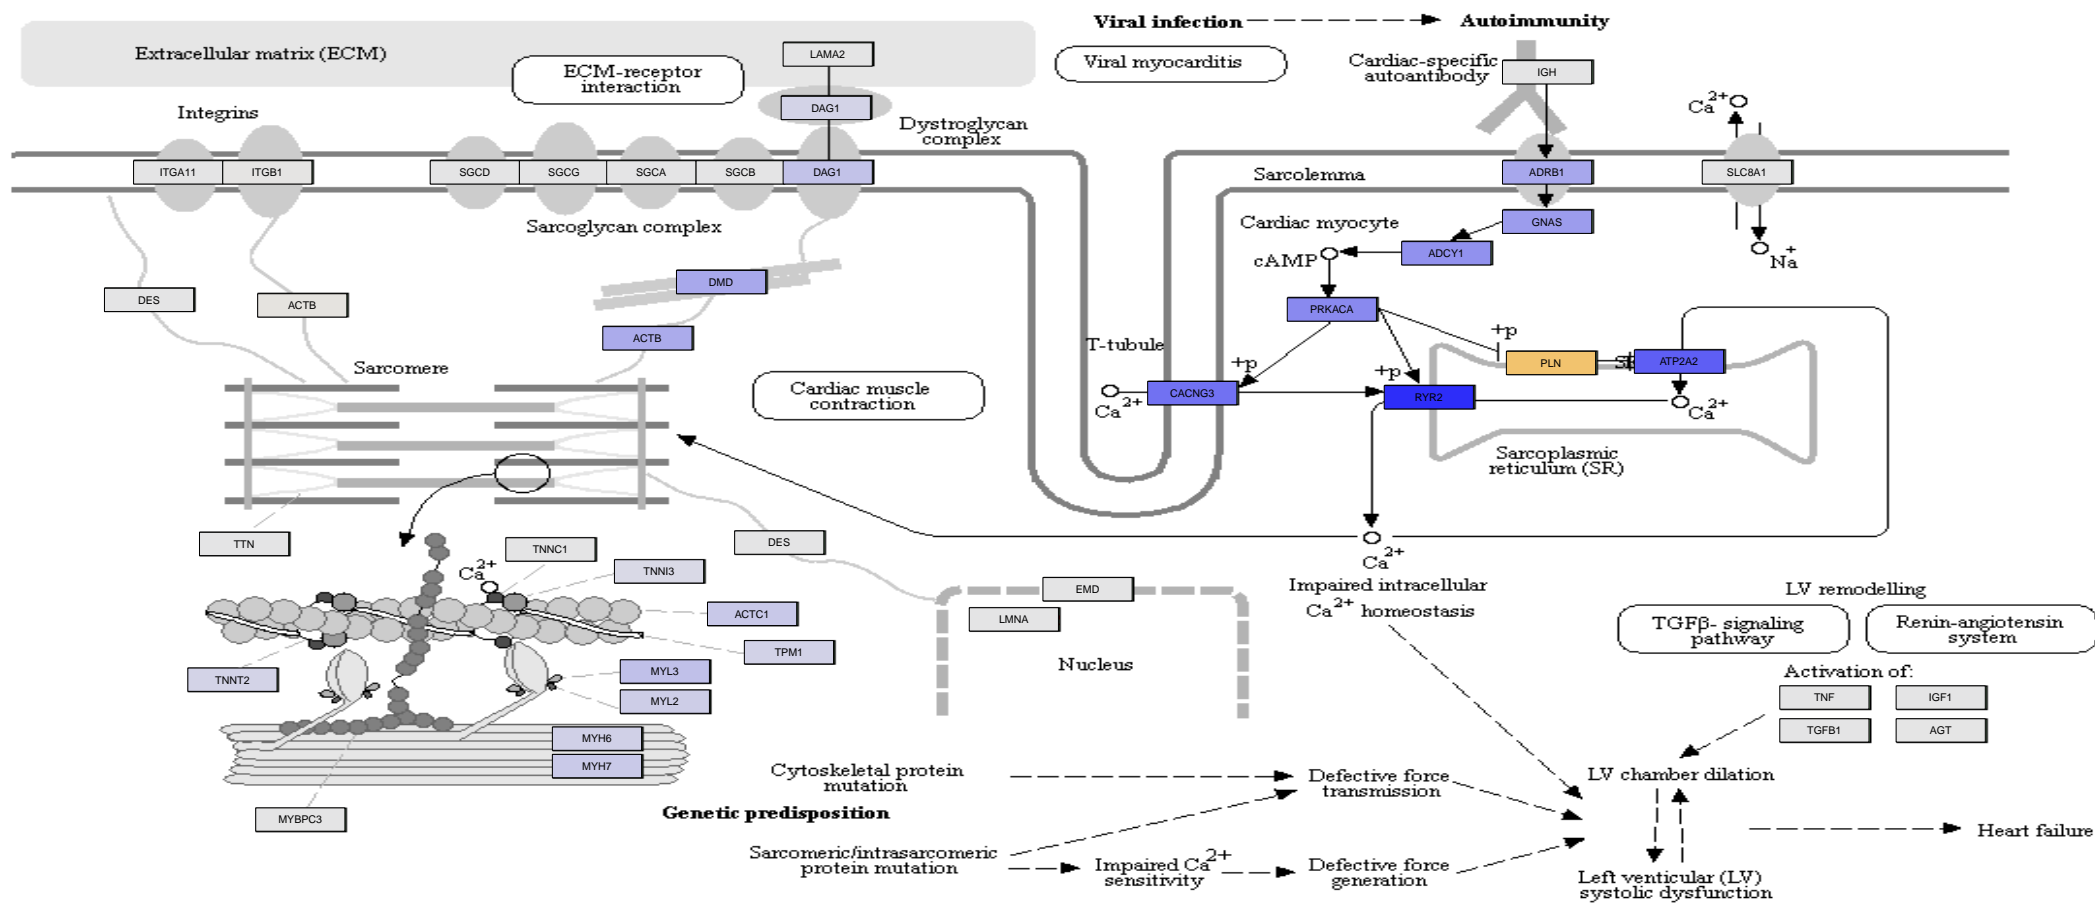 Viral infection
Autoimmunity
Extracellular matrix (ECM)
LAMA2
ECM-receptor
interaction
Viral myocarditis
Cardiac-specific
autoantibody
IGH
DAG1
Integrins
Dystroglycan
complex
Ca2+
ITGA11
ITGB1
SGCD
SGCG
SGCA
SGCB
DAG1
Sarcolemma
ADRB1
SLC8A1
Sarcoglycan complex
Cardiac myocyte
GNAS
cAMP
ADCY1
Na+
DES
ACTB
DMD
PRKACA
+p
ACTB
T-tubule
+p
PLN
ATP2A2
Sarcomere
Cardiac muscle
contraction
Ca2+
CACNG3
+p
RYR2
Ca2+
Sarcoplasmic
reticulum (SR)
TTN
TNNC1
DES
Ca2+
Ca2+
TNNI3
Impaired intracellular
Ca2+ homeostasis
EMD
LMNA
LV remodelling
ACTC1
TGFβ- signaling
pathway
Renin-angiotensin
system
TPM1
Nucleus
TNNT2
MYL3
MYL2
Activation of:
TNF
IGF1
TGFB1
AGT
MYH6
MYH7
Cytoskeletal protein
mutation
Defective force
transmission
LV chamber dilation
MYBPC3
Genetic predisposition
Heart failure
Sarcomeric/intrasarcomeric
protein mutation
Impaired Ca2+
sensitivity
Defective force
generation
Left venticular (LV)
systolic dysfunction